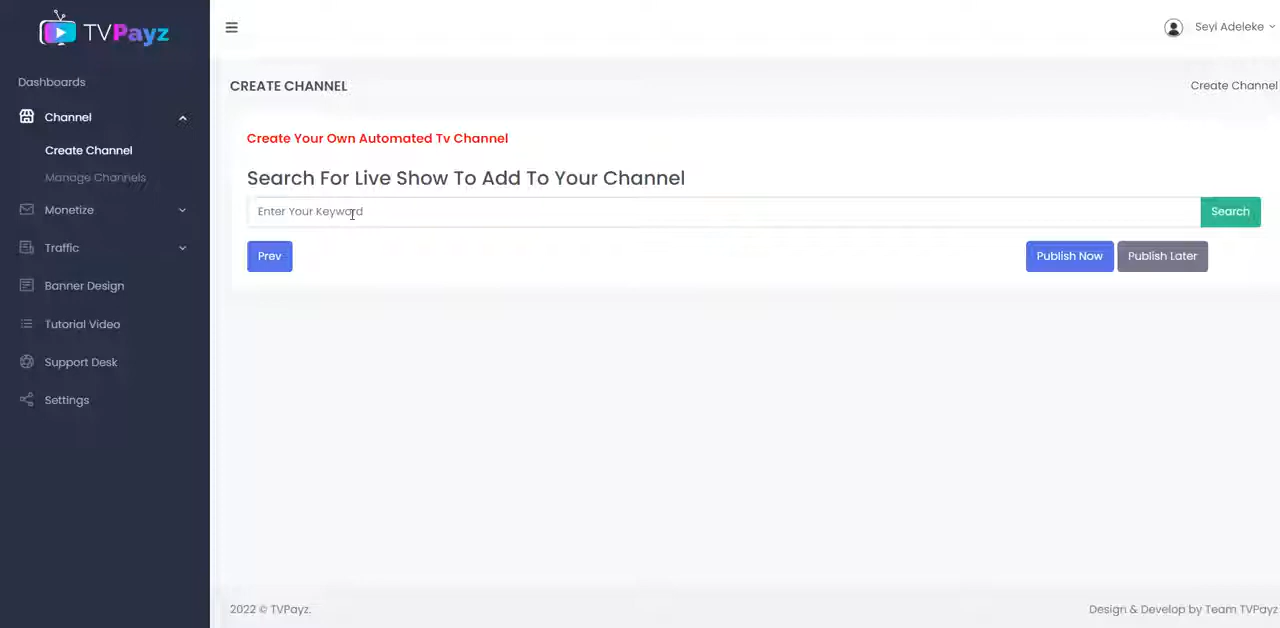 TVPayz
Seyi Adeleke
Dashboards
Channel
Create Channel
Manage Channels
Monetize
Traffic
Banner Design
Tutorial Video
Support Desk
Settings
CREATE CHANNEL
Create Channel
Create Your Own Automated Tv Channel
Search For Live Show To Add To Your Channel
Enter Your Keyword
Search
Prev
Publish Now
Publish Later
2022 © TVPayz.
Design & Develop by Team TVPayz